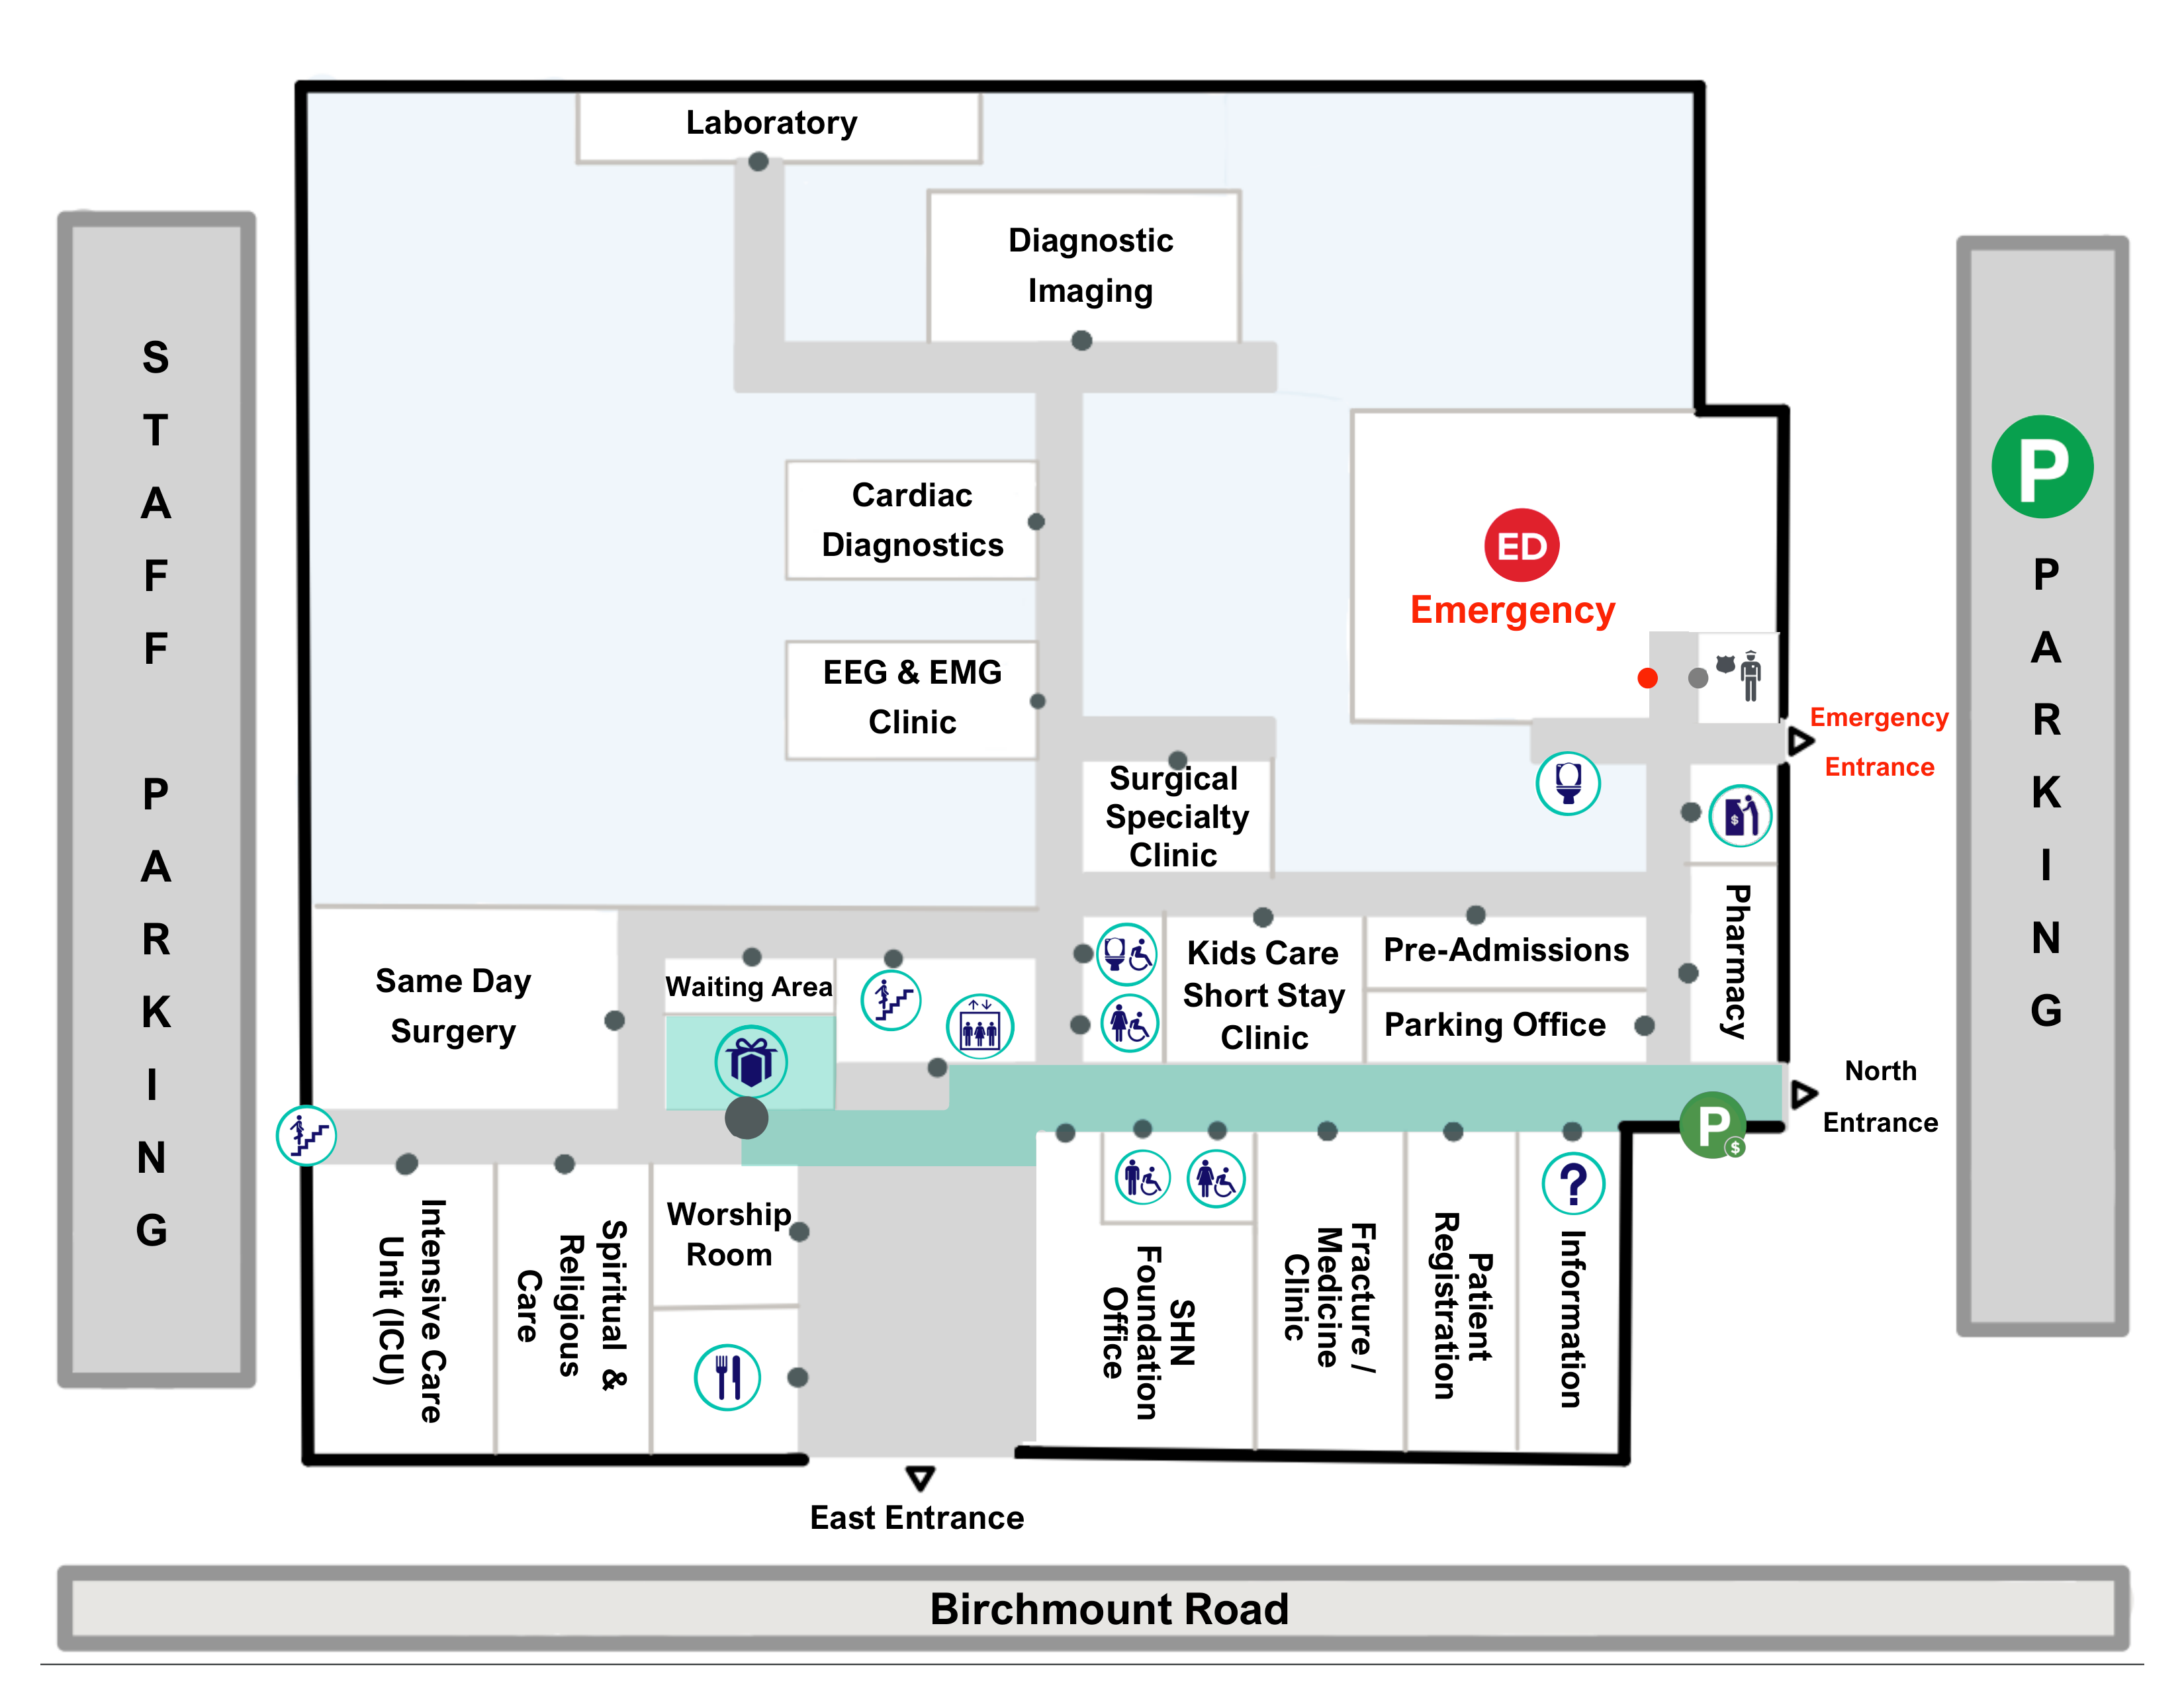 Laboratory
Diagnostic
Imaging
STAFF PARKING
P
PARKING
Cardiac
Diagnostics
ED
Emergency
EEG & EMG
Clinic
Emergency
Entrance
Surgical
Specialty
Clinic
$
Pharmacy
Same Day
Surgery
Waiting Area
Kids Care
Short Stay
Clinic
Pre-Admissions
Parking Office
North
Entrance
P
$
Intensive Care
Unit (ICU)
Spiritual &
Religious
Care
Worship
Room
SHN
Foundation
Office
Fracture /
Medicine
Clinic
Patient
Registration
?
Information
East Entrance
Birchmount Road